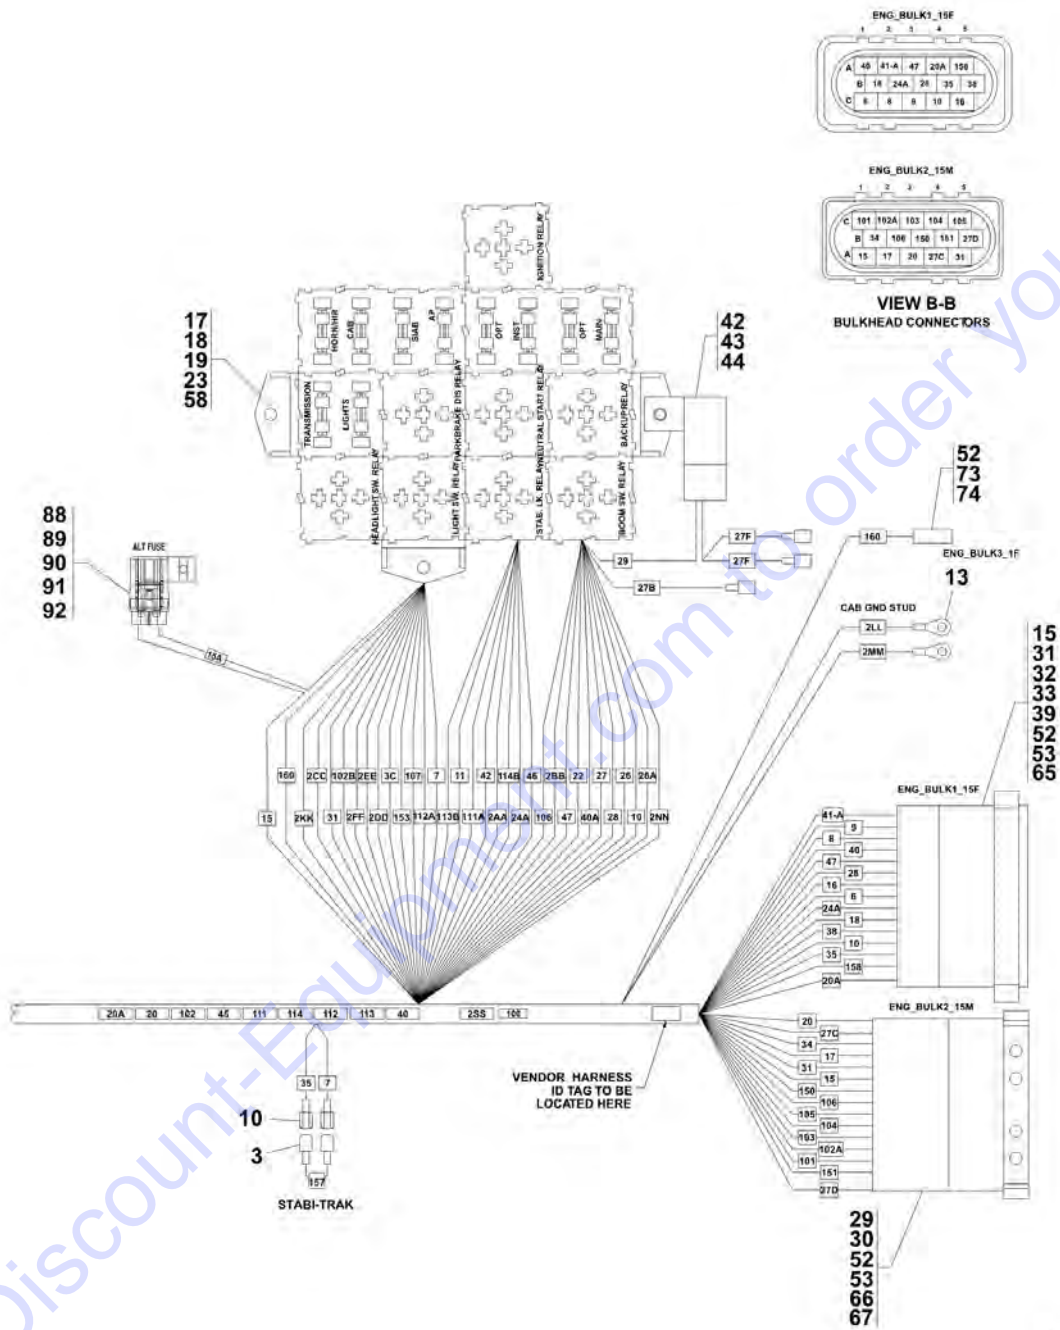 ENG_BULK1_15F
1 2 3 4 5
A 40 41-A 47 20A 158
B 18 24A 28 35 38
C 6 8 9 10 16
ENG_BULK2_15M
1 2 3 4 5
C 101 102A 103 104 105
B 34 106 150 151 27D
A 15 17 20 27C 31
VIEW B-B
BULKHEAD CONNECTORS
IGNITION RELAY
HORN/HIR
CAB
STAB
AP
OPT
INST
OPT
MAIN
TRANSMISSION
LIGHTS
PARKBRAKE DIS RELAY
NEUTRAL START RELAY
BACKUP RELAY
HEADLIGHT SW. RELAY
LIGHT SW. RELAY
STAB. LK. RELAY
BOOM SW. RELAY
17
18
19
23
58
42
43
44
52
73
74
88
89
90
91
92
ALT FUSE
10A
29
27F
27F
27B
160
ENG_BULK3_1F
13
CAB GND STUD
2LL
2MM
15
31
32
33
39
52
53
65
160 2CC 102B 2EE 3C 107 7 11 42 114B 46 2BB 22 27 26 26A
15 2KK 31 2FF 2DD 153 112A 113B 111A 2AA 24A 106 47 40A 28 10 2NN
ENG_BULK1_15F
41-A
9
8
40
47
28
16
6
24A
18
38
10
35
158
20A
20A 20 102 45 111 114 112 113 40 2SS 100
VENDOR HARNESS
ID TAG TO BE
LOCATED HERE
ENG_BULK2_15M
20
27C
34
17
31
15
150
106
105
104
103
102A
101
151
27D
35 7
10
3
157
STABI-TRAK
29
30
52
53
66
67
Discount-Equipment.com to order you